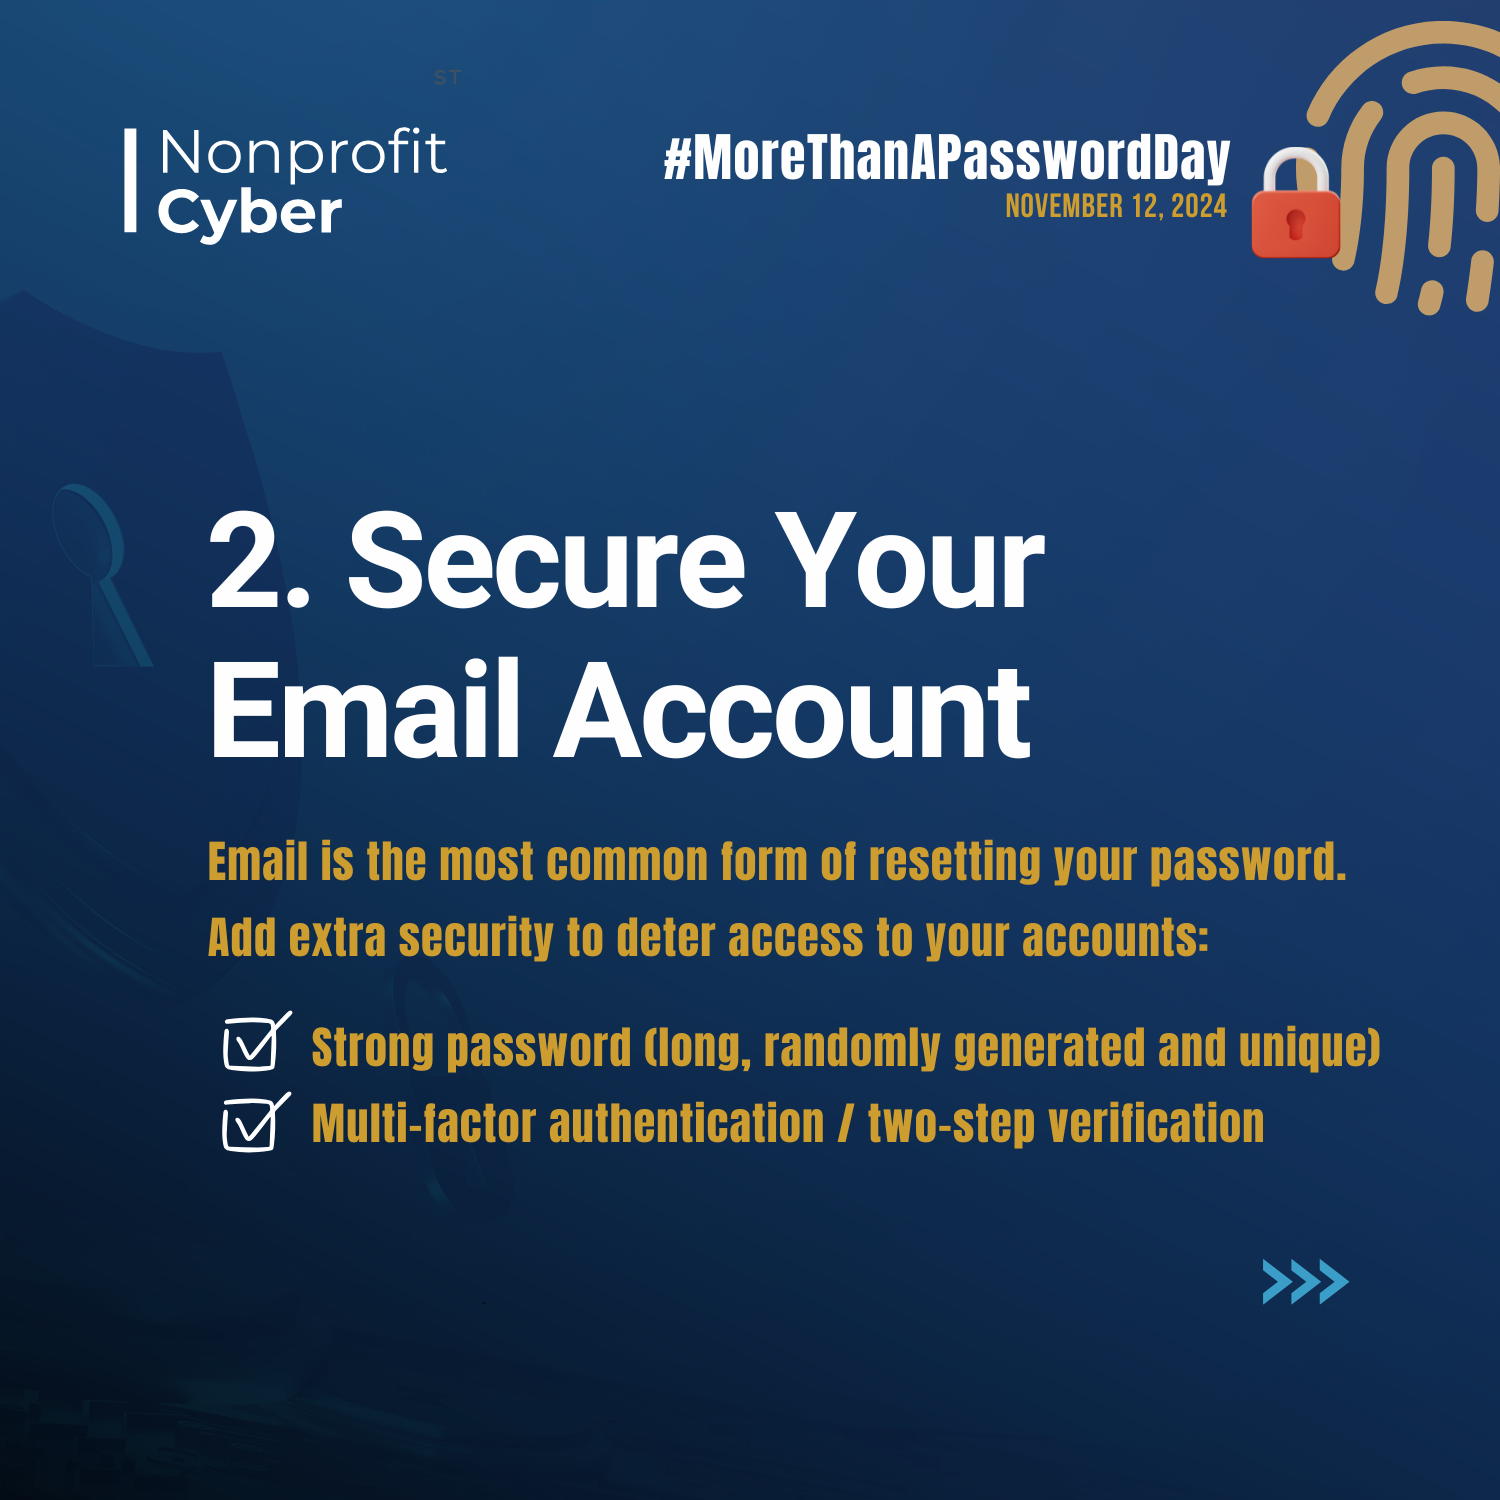 ST
Nonprofit
Cyber
#MoreThanAPasswordDay
NOVEMBER 12, 2024
2. Secure Your
Email Account
Email is the most common form of resetting your password.
Add extra security to deter access to your accounts:
Strong password (long, randomly generated and unique)
Multi-factor authentication / two-step verification